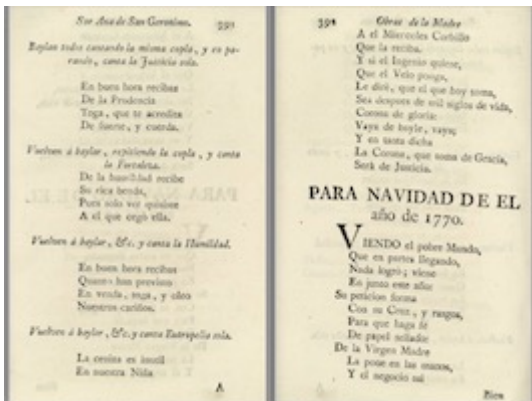 Sor Ana de San Geronimo. 391
Baylan todos cantando la misma copla, y en pa-
rando, canta la Justicia sola.
En buen hora recibas
De la Prudencia
Toga, que te acredita
De fuerte, y cuerda.
Vuelven á baylar, repitiendo la copla, y canta
la Fortaleza.
De la humildad recibe
Su rica benda,
Pues solo ver quisiste
A el que cegó ella.
Vuelven á baylar, &c. y canta la Humildad.
En buen hora recibas
Quanto han previsto
En venda, toga, y oleo
Nuestros cariños.
Vuelven á baylar, &c. y canta Eutropelia sola.
La ceniza es inutil
En nuestra Niña
A
392 Obras de la Madre
A el Miercoles Corbillo
Que la reciba.
Y si el Ingenio quiere,
Que el Velo ponga,
Le diré, que el que hoy toma,
Sea despues de mil siglos de vida,
Corona de gloria:
Vaya de bayle, vaya;
Y en tanta dicha
La Corona, que toma de Gracia,
Será de Justicia.
PARA NAVIDAD DE EL
año de 1770.
VIENDO el pobre Mundo,
Que en partes llegando,
Nada logró; viene
En junto este año
Su peticion forma
Con su Cruz, y rasgos,
Para que haga fé
De papel sellado
De la Virgen Madre
La pone en las manos,
Y el negocio sal
Bien